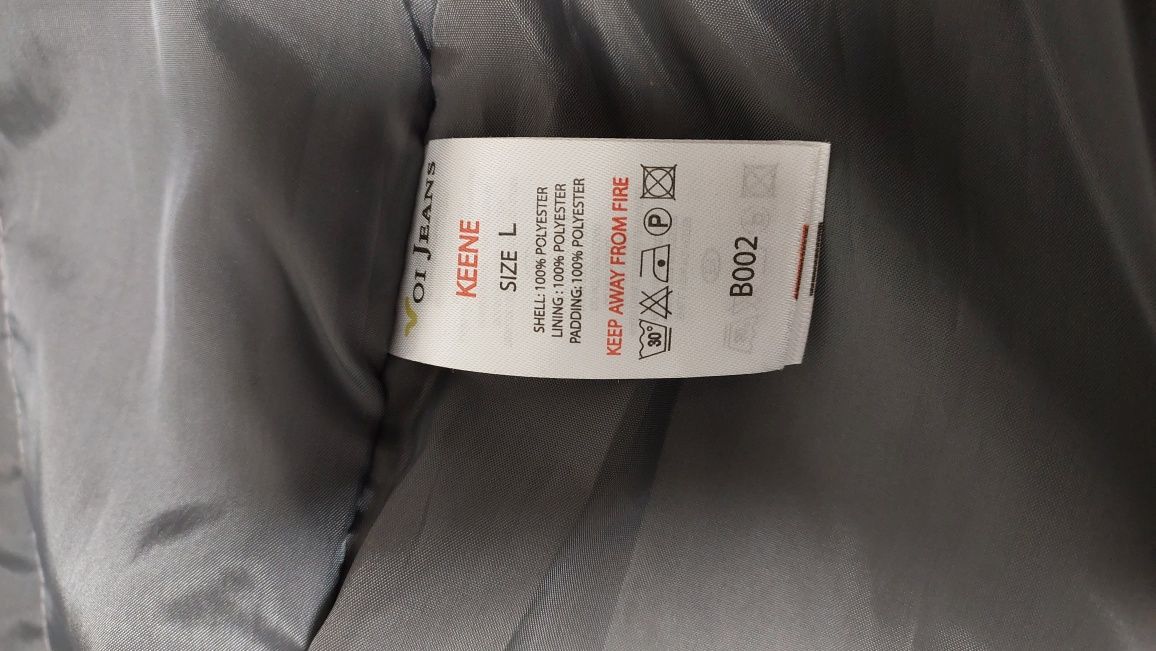 VOI JEANS
KEENE
SIZE L
SHELL: 100% POLYESTER
LINING : 100% POLYESTER
PADDING: 100% POLYESTER
KEEP AWAY FROM FIRE
30° P
B002